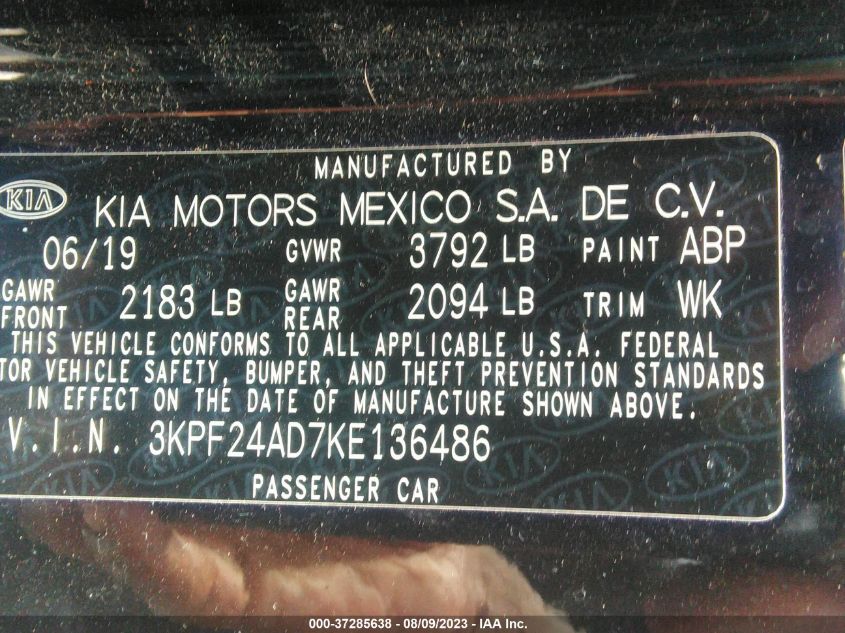 MANUFACTURED BY
KIA KIA MOTORS MEXICO S.A. DE C.V.
06/19 GVWR 3792 LB PAINT ABP
GAWR FRONT 2183 LB GAWR REAR 2094 LB TRIM WK
THIS VEHICLE CONFORMS TO ALL APPLICABLE U.S.A. FEDERAL
TOR VEHICLE SAFETY, BUMPER, AND THEFT PREVENTION STANDARDS
IN EFFECT ON THE DATE OF MANUFACTURE SHOWN ABOVE.
V.I.N. 3KPF24AD7KE136486
PASSENGER CAR
000-37285638 - 08/09/2023 - IAA Inc.